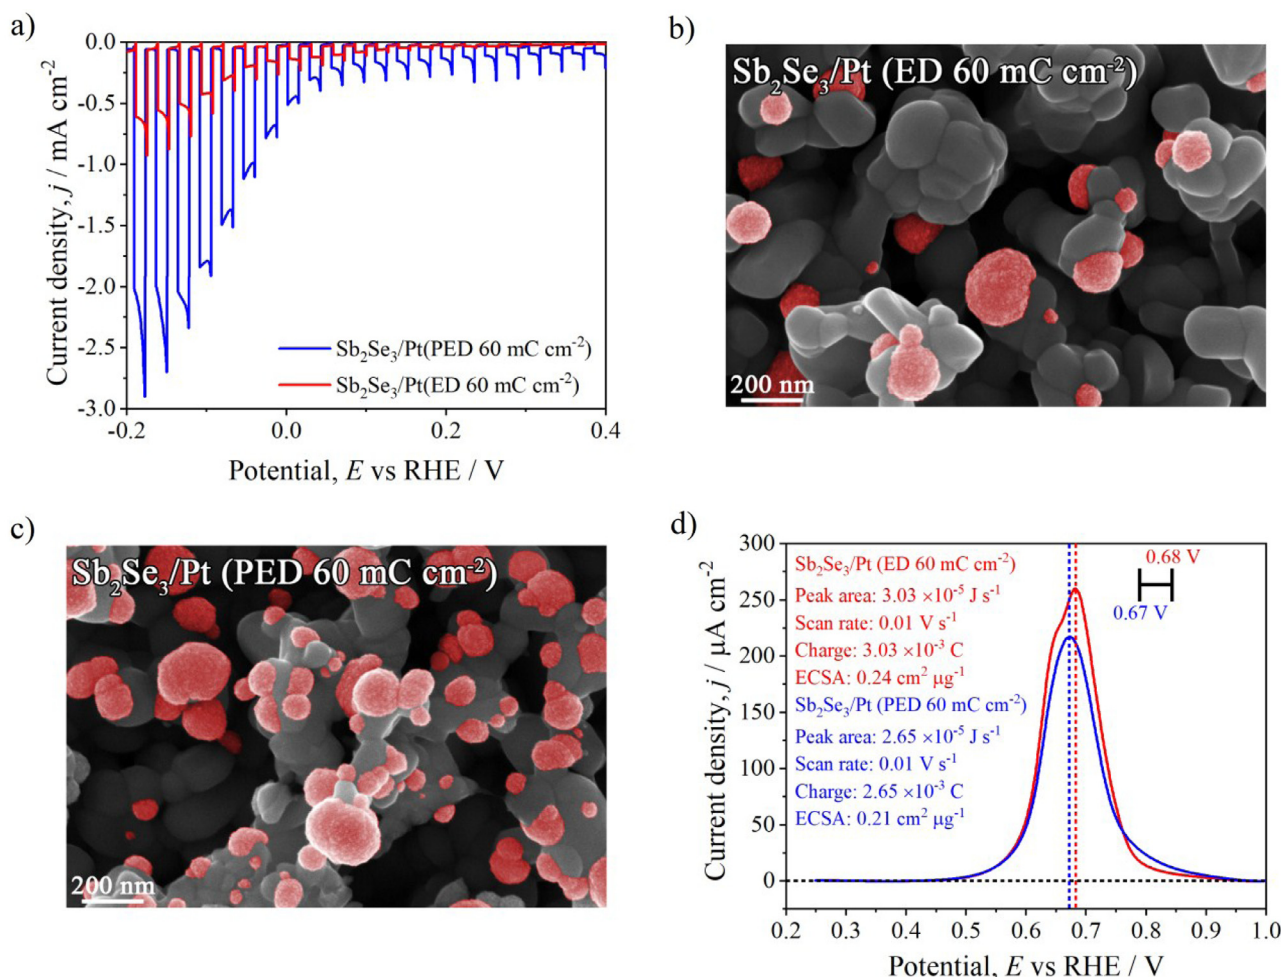 a)
0.0
-0.5
-1.0
-1.5
-2.0
-2.5
-3.0
Current density, j / mA cm⁻²
Sb₂Se₃/Pt(PED 60 mC cm⁻²)
Sb₂Se₃/Pt(ED 60 mC cm⁻²)
-0.2 0.0 0.2 0.4
Potential, E vs RHE / V
b)
Sb₂Se₃/Pt (ED 60 mC cm⁻²)
200 nm
c)
Sb₂Se₃/Pt (PED 60 mC cm⁻²)
200 nm
d)
300
250
200
150
100
50
0
Current density, j / μA cm⁻²
Sb₂Se₃/Pt (ED 60 mC cm⁻²)
Peak area: 3.03 ×10⁻⁵ J s⁻¹
Scan rate: 0.01 V s⁻¹
Charge: 3.03 ×10⁻³ C
ECSA: 0.24 cm² μg⁻¹
Sb₂Se₃/Pt (PED 60 mC cm⁻²)
Peak area: 2.65 ×10⁻⁵ J s⁻¹
Scan rate: 0.01 V s⁻¹
Charge: 2.65 ×10⁻³ C
ECSA: 0.21 cm² μg⁻¹
0.68 V
0.67 V
0.2 0.3 0.4 0.5 0.6 0.7 0.8 0.9 1.0
Potential, E vs RHE / V